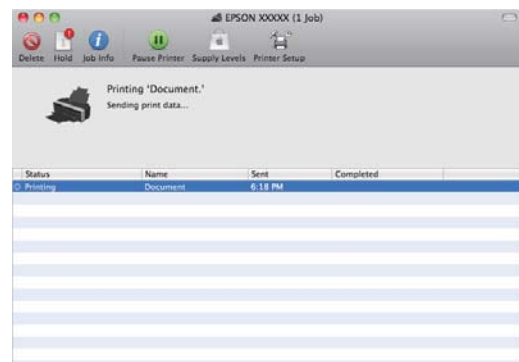 EPSON XXXXX (1 Job)
Delete Hold Job Info Pause Printer Supply Levels Printer Setup
Printing 'Document.'
Sending print data...
Status Name Sent Completed
Printing Document 6:18 PM